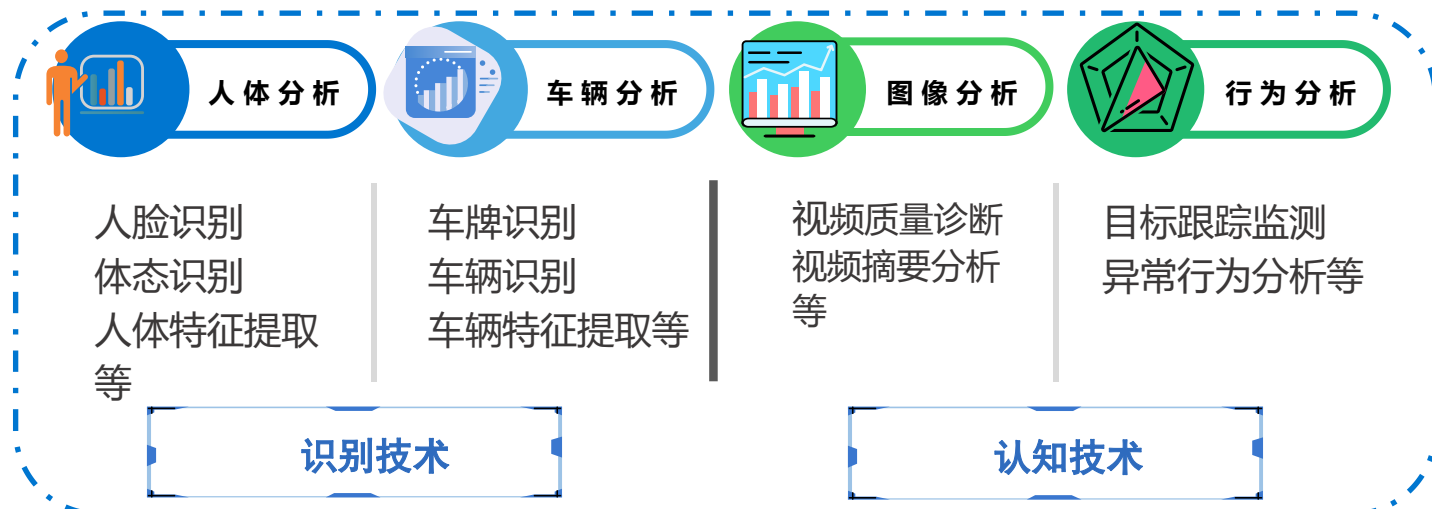 人体分析
车辆分析
图像分析
行为分析
人脸识别
体态识别
人体特征提取
等
车牌识别
车辆识别
车辆特征提取等
视频质量诊断
视频摘要分析
等
目标跟踪监测
异常行为分析等
识别技术
认知技术